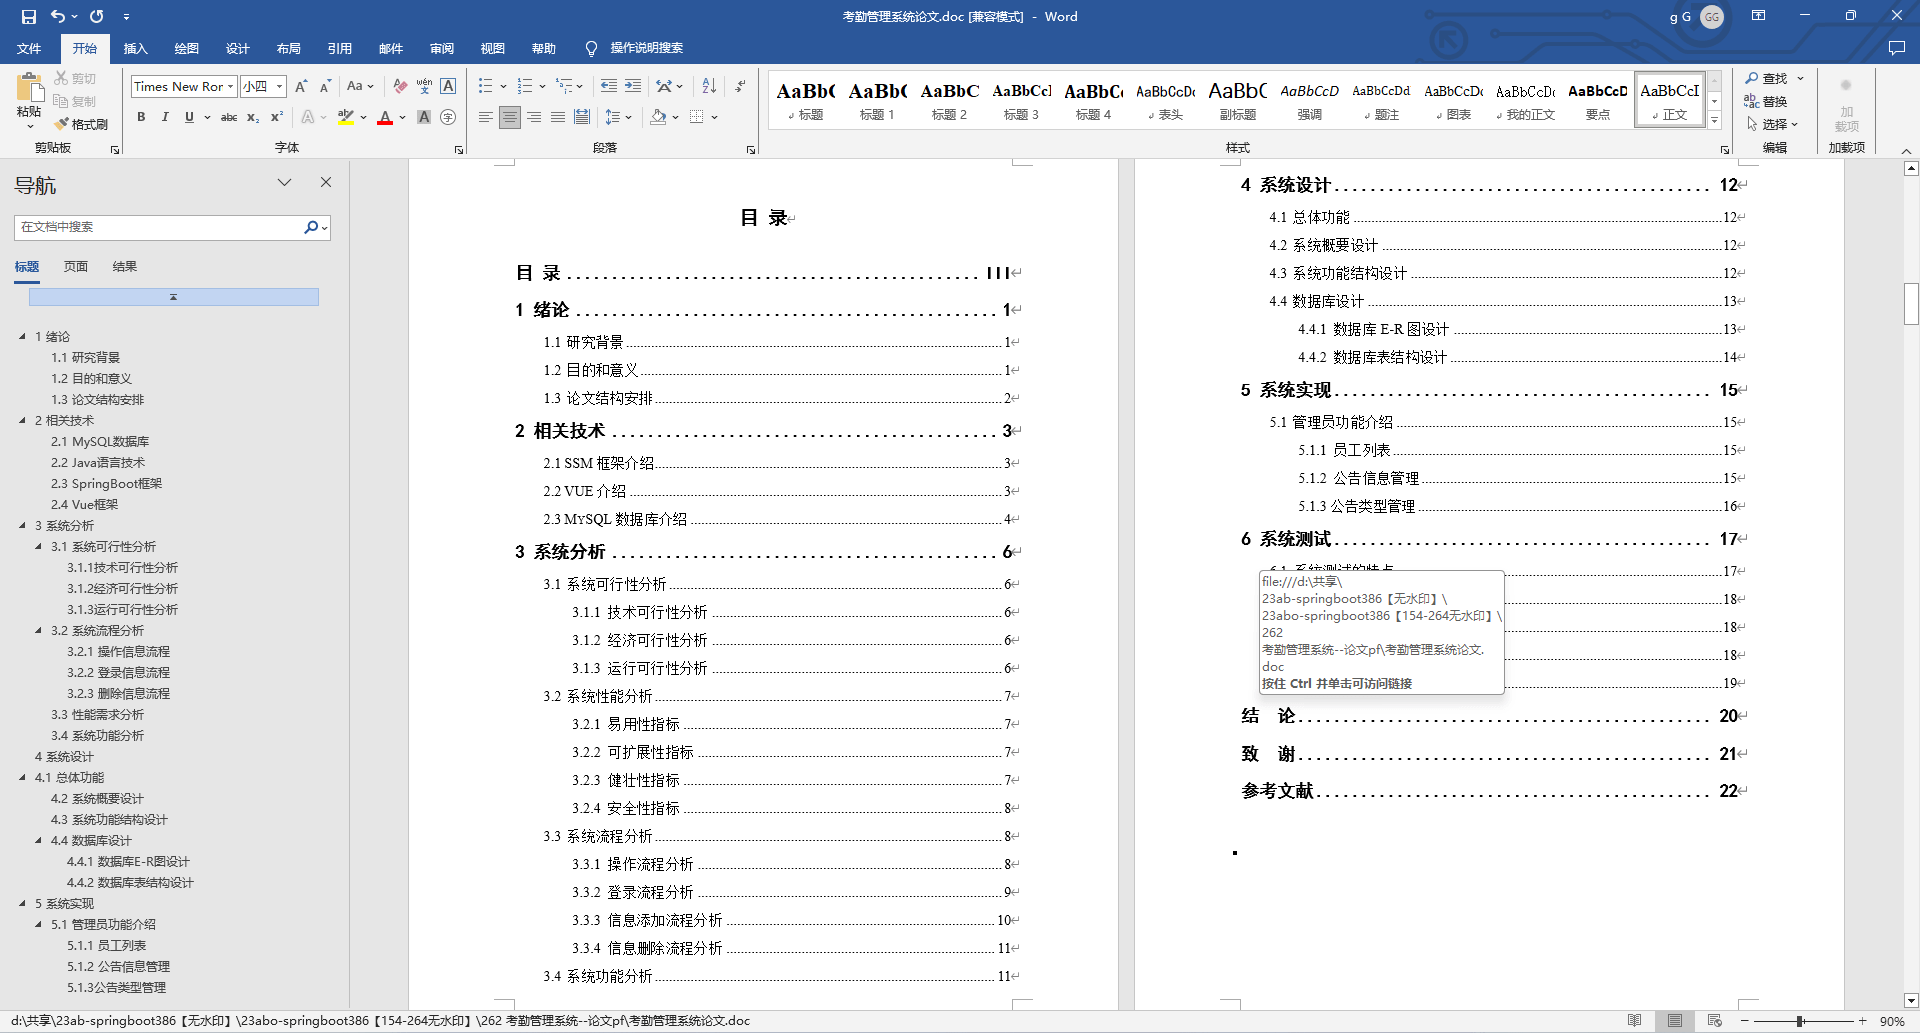 考勤管理系统论文.doc [兼容模式] - Word
g G
GG
文件
开始
插入
绘图
设计
布局
引用
邮件
审阅
视图
帮助
操作说明搜索
粘贴
剪切
复制
格式刷
剪贴板
Times New Ror
小四
字体
段落
AaBb( 标题
AaBb( 标题 1
AaBbC 标题 2
AaBbCcl 标题 3
AaBbC 标题 4
AaBbCcDc 表头
AaBbC 副标题
AaBbCcD 强调
AaBbCcDd 题注
AaBbCcDc 图表
AaBbCcDc 我的正文
AaBbCcD 要点
AaBbCcI 正文
样式
查找
替换
选择
编辑
加载项
加载项
导航
在文档中搜索
标题
页面
结果
1 绪论
1.1 研究背景
1.2 目的和意义
1.3 论文结构安排
2 相关技术
2.1 MySQL数据库
2.2 Java语言技术
2.3 SpringBoot框架
2.4 Vue框架
3 系统分析
3.1 系统可行性分析
3.1.1技术可行性分析
3.1.2经济可行性分析
3.1.3运行可行性分析
3.2 系统流程分析
3.2.1 操作信息流程
3.2.2 登录信息流程
3.2.3 删除信息流程
3.3 性能需求分析
3.4 系统功能分析
4 系统设计
4.1 总体功能
4.2 系统概要设计
4.3 系统功能结构设计
4.4 数据库设计
4.4.1 数据库E-R图设计
4.4.2 数据库表结构设计
5 系统实现
5.1 管理员功能介绍
5.1.1 员工列表
5.1.2 公告信息管理
5.1.3公告类型管理
目 录
目 录 III
1 绪论 1
1.1 研究背景 1
1.2 目的和意义 1
1.3 论文结构安排 2
2 相关技术 3
2.1 SSM 框架介绍 3
2.2 VUE 介绍 3
2.3 MYSQL 数据库介绍 4
3 系统分析 6
3.1 系统可行性分析 6
3.1.1 技术可行性分析 6
3.1.2 经济可行性分析 6
3.1.3 运行可行性分析 6
3.2 系统性能分析 7
3.2.1 易用性指标 7
3.2.2 可扩展性指标 7
3.2.3 健壮性指标 7
3.2.4 安全性指标 8
3.3 系统流程分析 8
3.3.1 操作流程分析 8
3.3.2 登录流程分析 9
3.3.3 信息添加流程分析 10
3.3.4 信息删除流程分析 11
3.4 系统功能分析 11
4 系统设计 12
4.1 总体功能 12
4.2 系统概要设计 12
4.3 系统功能结构设计 12
4.4 数据库设计 13
4.4.1 数据库 E-R 图设计 13
4.4.2 数据库表结构设计 14
5 系统实现 15
5.1 管理员功能介绍 15
5.1.1 员工列表 15
5.1.2 公告信息管理 15
5.1.3 公告类型管理 16
6 系统测试 17
6.1 系统测试的特点 17
18
18
18
19
file:///d:\共享\
23ab-springboot386【无水印】\
23abo-springboot386【154-264无水印】\
262
考勤管理系统--论文pf\考勤管理系统论文.
doc
按住 Ctrl 并单击可访问链接
结 论 20
致 谢 21
参考文献 22
d:\共享\23ab-springboot386【无水印】\23abo-springboot386【154-264无水印】\262 考勤管理系统--论文pf\考勤管理系统论文.doc
90%